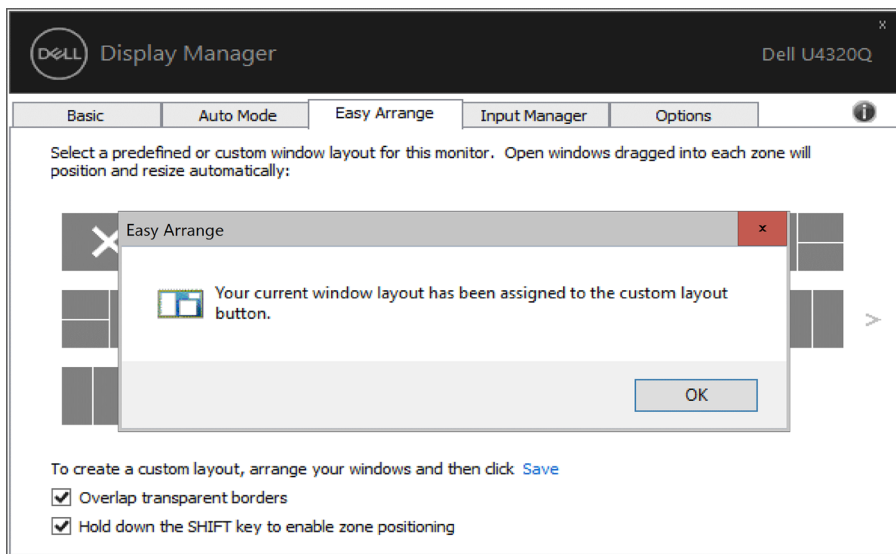 x
DELL Display Manager
Dell U4320Q
Basic
Auto Mode
Easy Arrange
Input Manager
Options
i
Select a predefined or custom window layout for this monitor. Open windows dragged into each zone will
position and resize automatically:
Easy Arrange
x
Your current window layout has been assigned to the custom layout
button.
>
OK
To create a custom layout, arrange your windows and then click Save
Overlap transparent borders
Hold down the SHIFT key to enable zone positioning